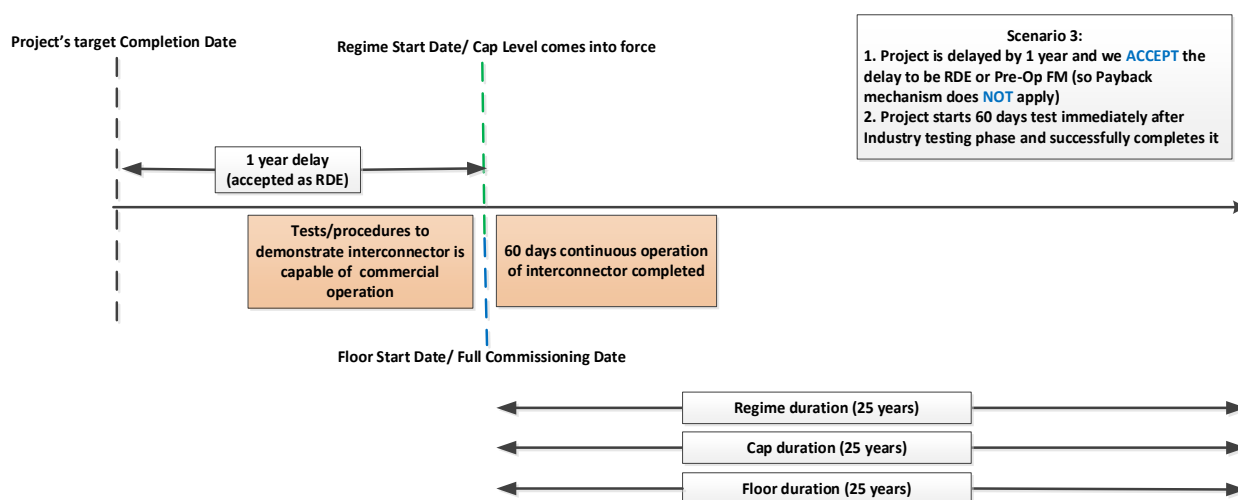 Project's target Completion Date
Regime Start Date/ Cap Level comes into force
Scenario 3:
1. Project is delayed by 1 year and we ACCEPT the
delay to be RDE or Pre-Op FM (so Payback
mechanism does NOT apply)
2. Project starts 60 days test immediately after
Industry testing phase and successfully completes it
1 year delay
(accepted as RDE)
Tests/procedures to
demonstrate interconnector is
capable of commercial
operation
60 days continuous operation
of interconnector completed
Floor Start Date/ Full Commissioning Date
Regime duration (25 years)
Cap duration (25 years)
Floor duration (25 years)